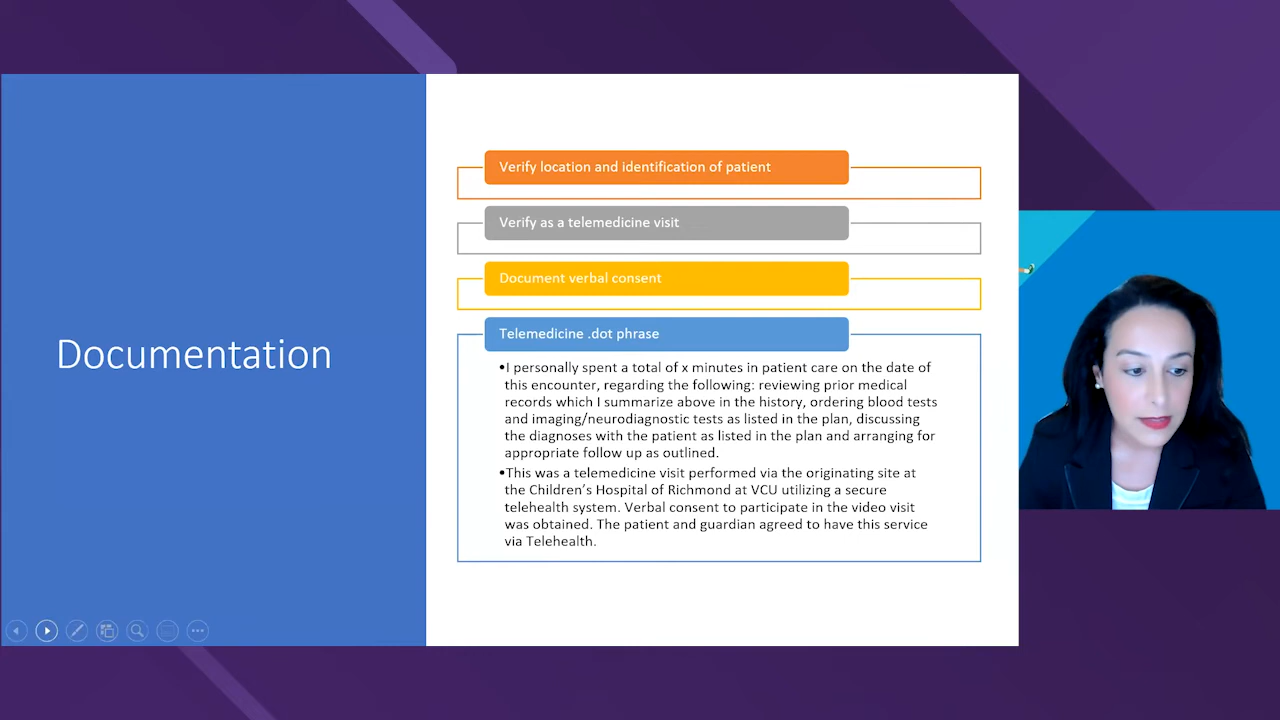 Documentation
Verify location and identification of patient
Verify as a telemedicine visit
Document verbal consent
Telemedicine .dot phrase
•I personally spent a total of x minutes in patient care on the date of
this encounter, regarding the following: reviewing prior medical
records which I summarize above in the history, ordering blood tests
and imaging/neurodiagnostic tests as listed in the plan, discussing
the diagnoses with the patient as listed in the plan and arranging for
appropriate follow up as outlined.
•This was a telemedicine visit performed via the originating site at
the Children’s Hospital of Richmond at VCU utilizing a secure
telehealth system. Verbal consent to participate in the video visit
was obtained. The patient and guardian agreed to have this service
via Telehealth.